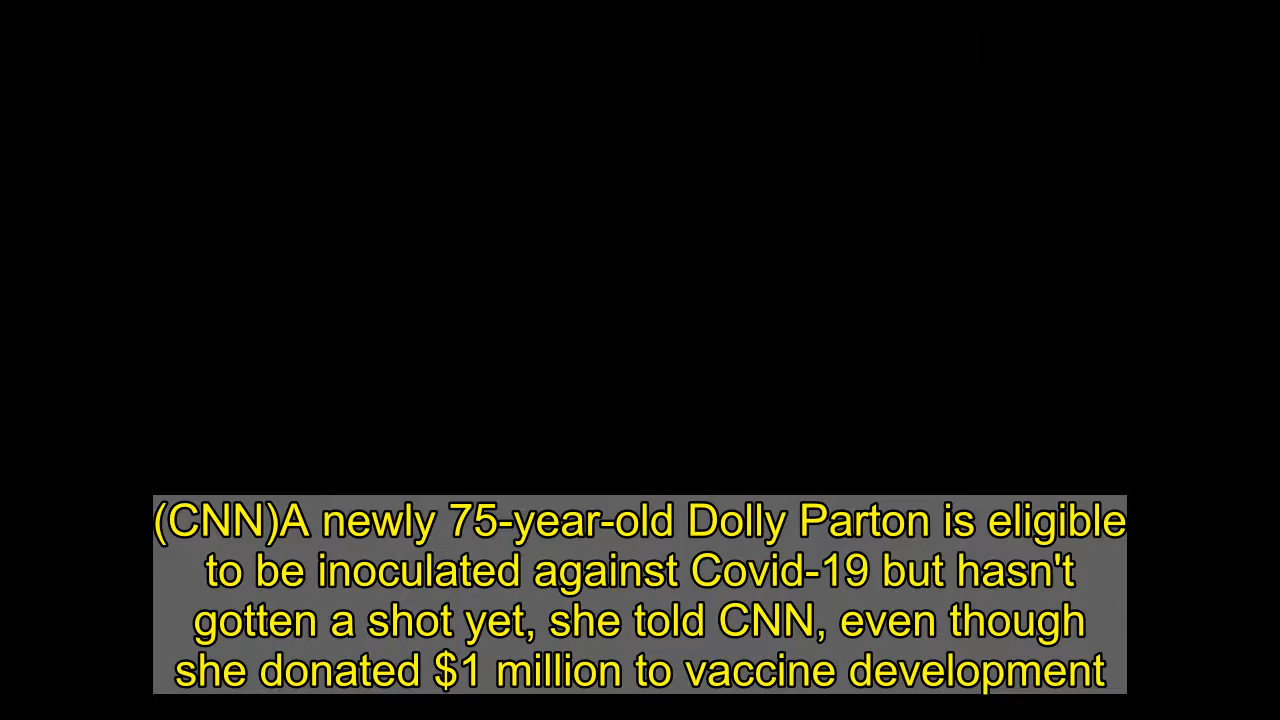 (CNN)A newly 75-year-old Dolly Parton is eligible
to be inoculated against Covid-19 but hasn't
gotten a shot yet, she told CNN, even though
she donated $1 million to vaccine development